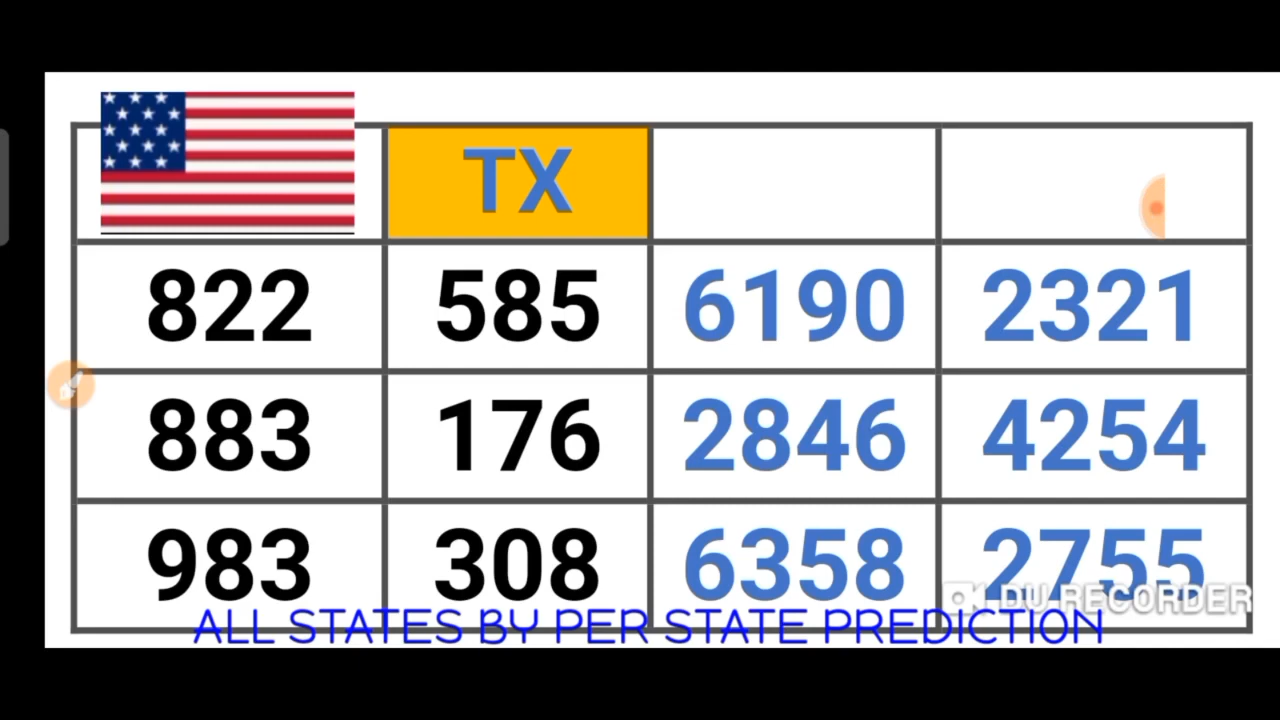 TX
822 585 6190 2321
883 176 2846 4254
983 308 6358 2755
DU RECORDER
ALL STATES BY PER STATE PREDICTION